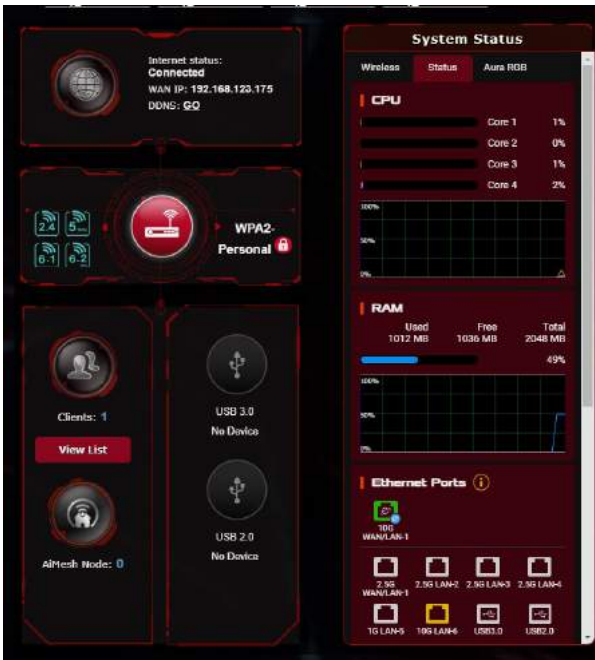 Internet status:
Connected
WAN IP: 192.168.123.175
DDNS: GO
2.4
5
6-1
6-2
WPA2-
Personal
Clients: 1
View List
AiMesh Node: 0
USB 3.0
No Device
USB 2.0
No Device
System Status
Wireless
Status
Aura RGB
CPU
Core 1 1%
Core 2 0%
Core 3 1%
Core 4 2%
100%
50%
0%
RAM
Used Free Total
1012 MB 1036 MB 2048 MB
49%
100%
50%
0%
Ethernet Ports
10G
WAN/LAN-1
2.5G
WAN/LAN-1
2.5G LAN-2
2.5G LAN-3
2.5G LAN-4
1G LAN-5
10G LAN-6
USB3.0
USB2.0